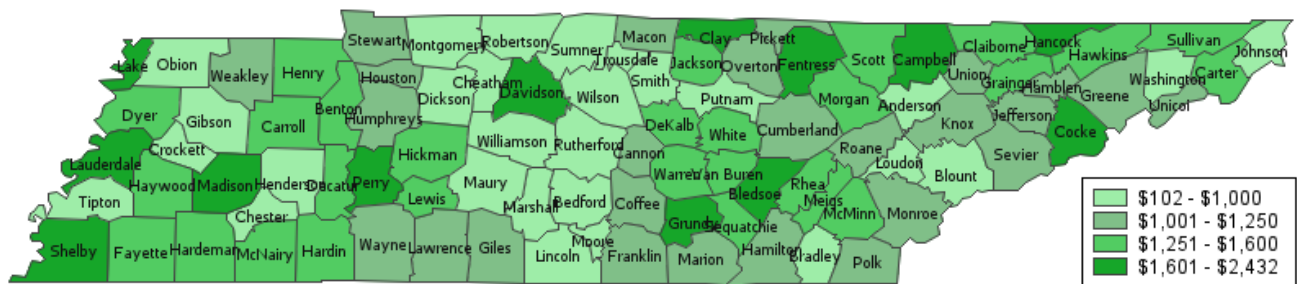 Stewart
Montgomery
Robertson
Sumner
Macon
Clay
Pickett
Claiborne
Hancock
Sullivan
Johnson
Lake
Obion
Weakley
Henry
Houston
Cheatham
Trousdale
Smith
Jackson
Overton
Fentress
Scott
Campbell
Union
Grainger
Hawkins
Hamblen
Washington
Carter
Greene
Unicoi
Dyer
Gibson
Carroll
Benton
Humphreys
Dickson
Davidson
Wilson
Putnam
Morgan
Anderson
Knox
Jefferson
Cocke
Crockett
Lauderdale
Haywood
Madison
Henderson
Decatur
Perry
Hickman
Williamson
Rutherford
Cannon
DeKalb
White
Cumberland
Roane
Loudon
Blount
Sevier
Tipton
Chester
Lewis
Maury
Marshall
Bedford
Coffee
Warren
Van Buren
Bledsoe
Rhea
Meigs
McMinn
Monroe
Shelby
Fayette
Hardeman
McNairy
Hardin
Wayne
Lawrence
Giles
Lincoln
Moore
Franklin
Grundy
Marion
Sequatchie
Hamilton
Bradley
Polk
$102 - $1,000
$1,001 - $1,250
$1,251 - $1,600
$1,601 - $2,432